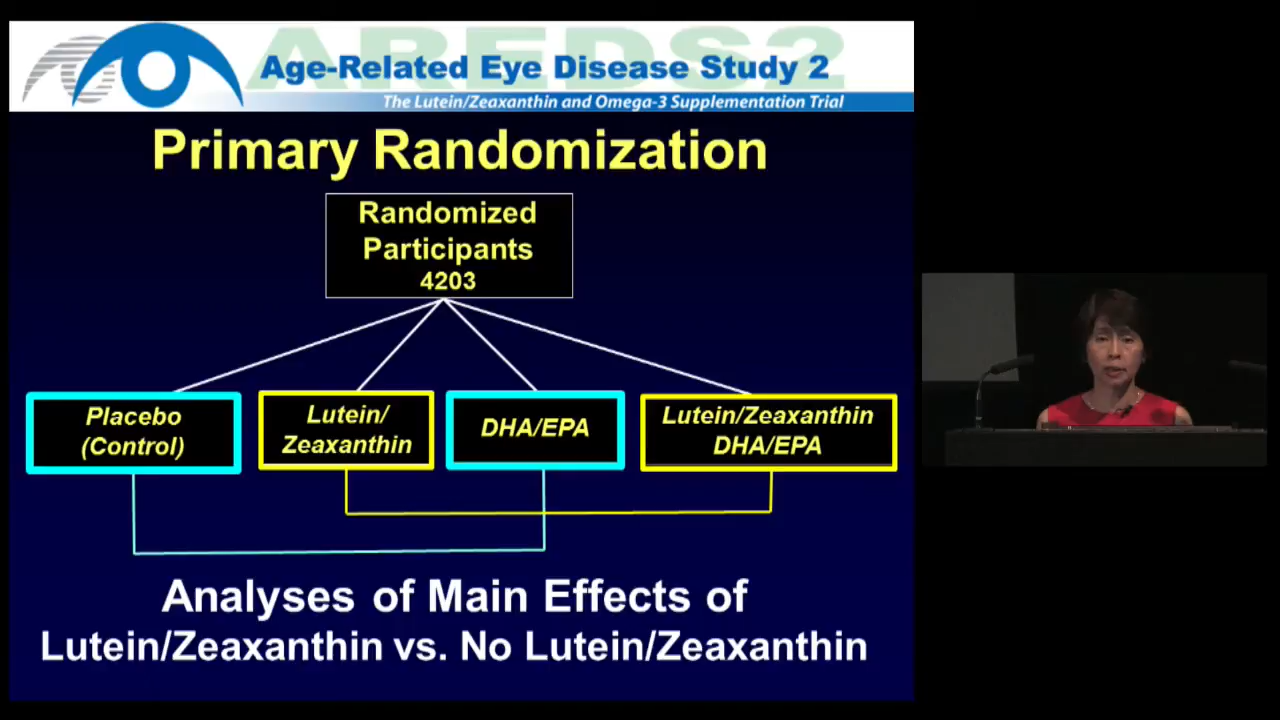 AREDS2
Age-Related Eye Disease Study 2
The Lutein/Zeaxanthin and Omega-3 Supplementation Trial
Primary Randomization
Randomized
Participants
4203
Placebo
(Control)
Lutein/
Zeaxanthin
DHA/EPA
Lutein/Zeaxanthin
DHA/EPA
Analyses of Main Effects of
Lutein/Zeaxanthin vs. No Lutein/Zeaxanthin